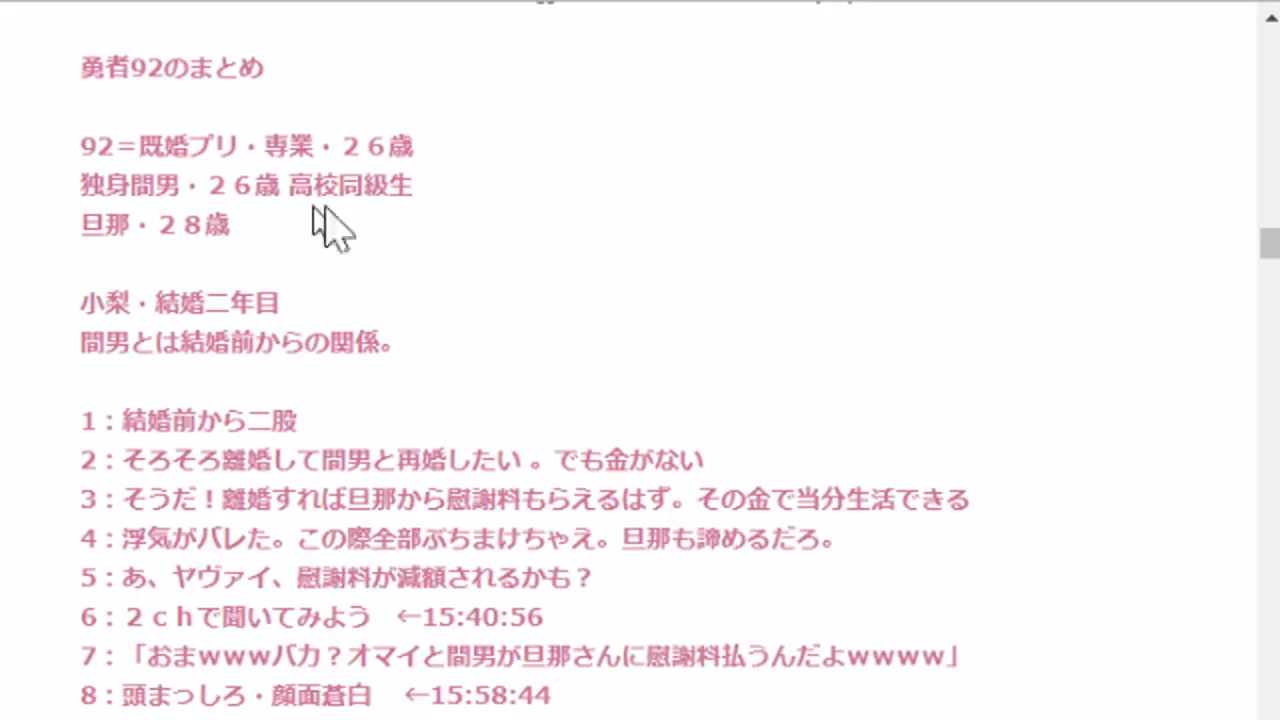 勇者92のまとめ
92=既婚プリ・専業・２６歳
独身間男・２６歳 高校同級生
旦那・２８歳
小梨・結婚二年目
間男とは結婚前からの関係。
1：結婚前から二股
2：そろそろ離婚して間男と再婚したい 。でも金がない
3：そうだ！離婚すれば旦那から慰謝料もらえるはず。その金で当分生活できる
4：浮気がバレた。この際全部ぶちまけちゃえ。旦那も諦めるだろ。
5：あ、ヤヴァイ、慰謝料が減額されるかも？
6：２ｃｈで聞いてみよう　←15:40:56
7：「おまｗｗｗバカ？オマイと間男が旦那さんに慰謝料払うんだよｗｗｗｗ」
8：頭まっしろ・顔面蒼白　 ←15:58:44